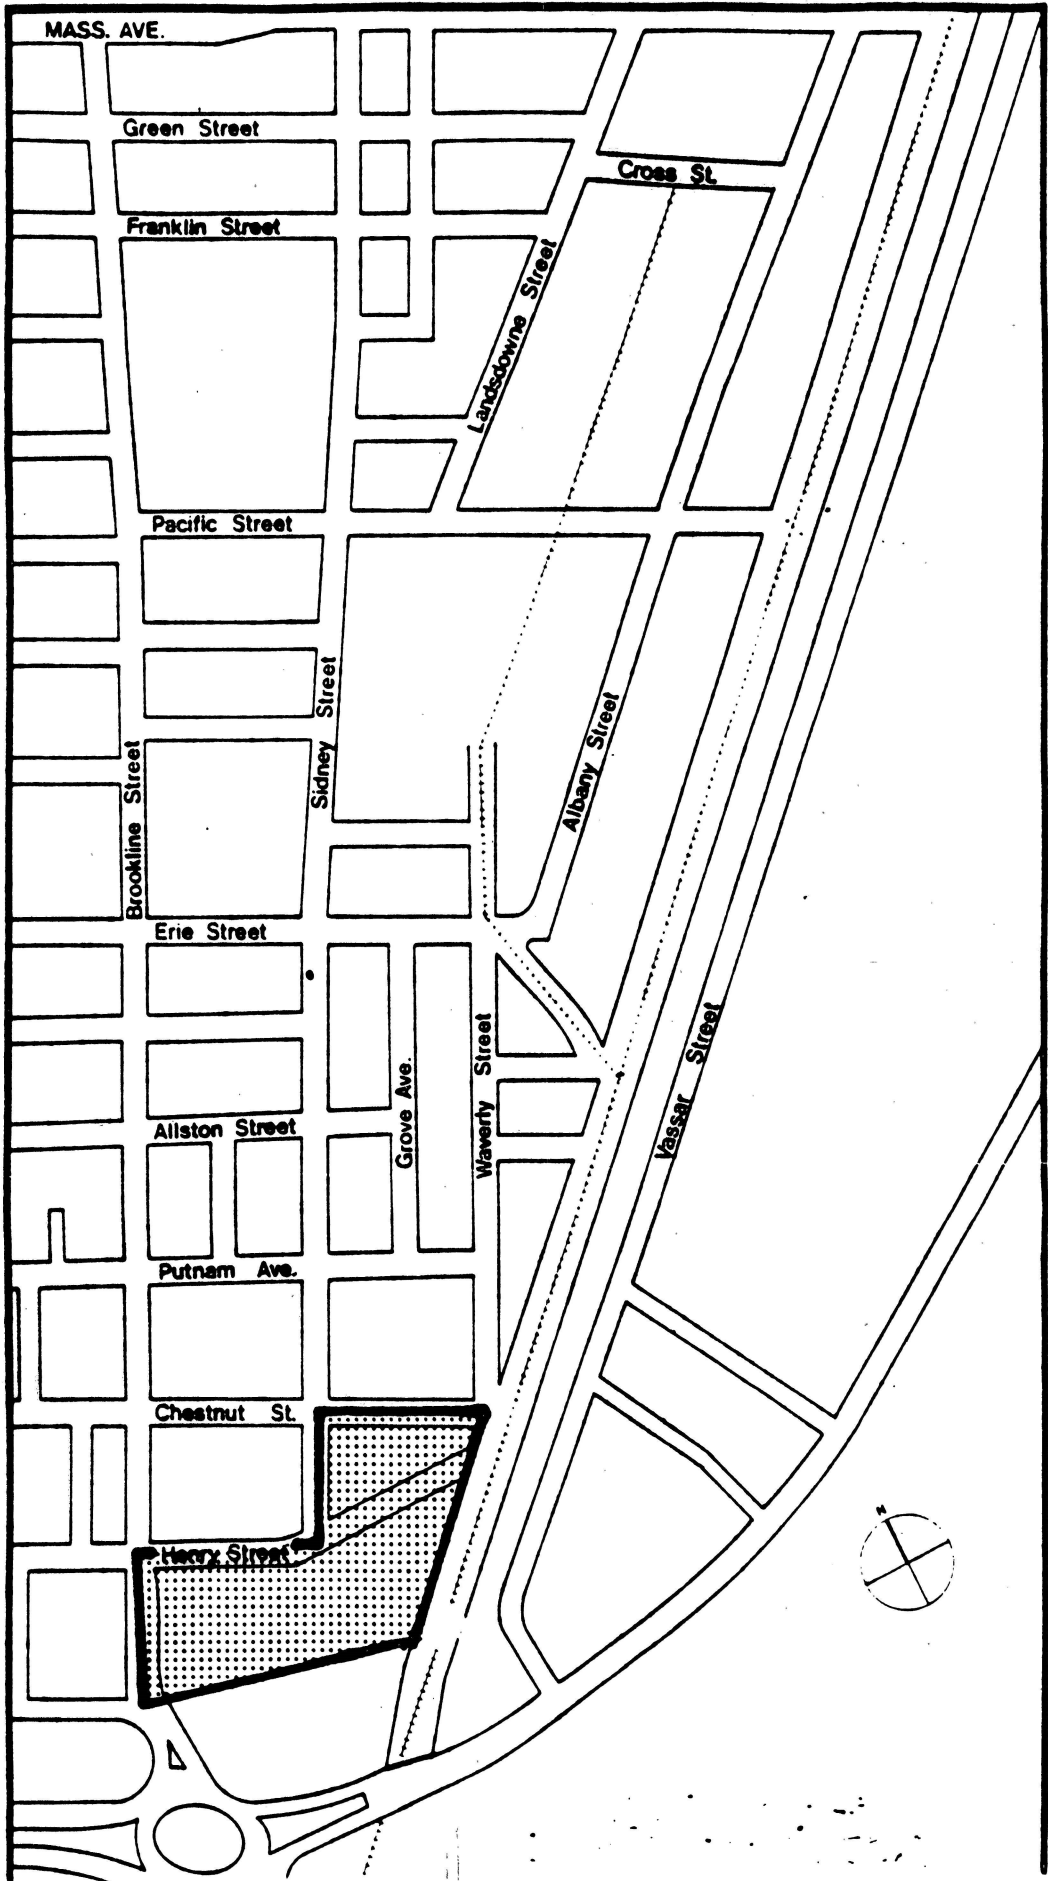 MASS. AVE.
Green Street
Cross St.
Franklin Street
Landsdowne Street
Pacific Street
Sidney Street
Albany Street
Brookline Street
Erie Street
Vassar Street
Waverly Street
Grove Ave.
Allston Street
Putnam Ave.
Chestnut St.
Henry Street
N